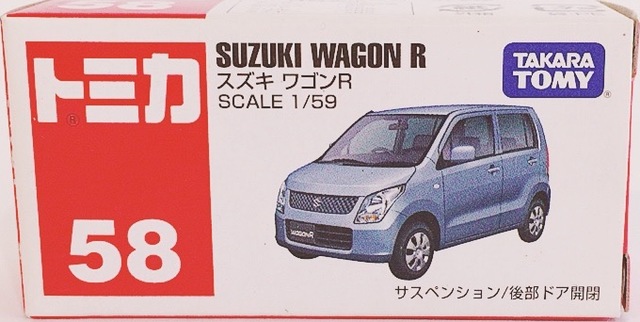 トミカ
58
SUZUKI WAGON R
スズキ ワゴンR
SCALE 1/59
TAKARA
TOMY
WAGON R
サスペンション/後部ドア開閉